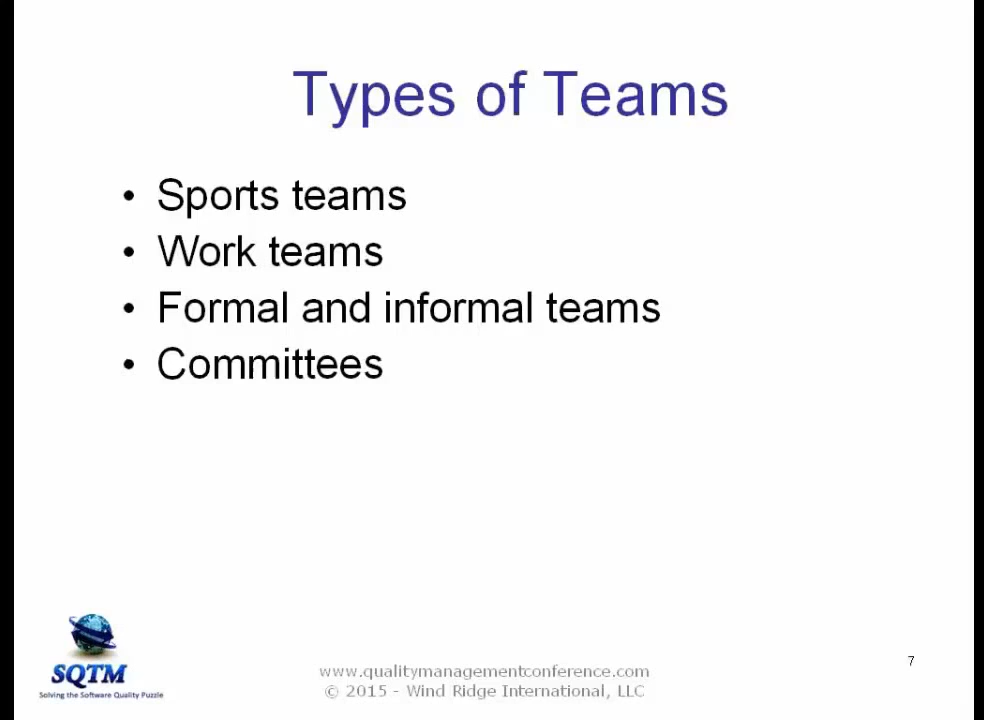 Types of Teams
• Sports teams
• Work teams
• Formal and informal teams
• Committees
SQTM
Solving the Software Quality Puzzle
www.qualitymanagementconference.com
© 2015 - Wind Ridge International, LLC
7